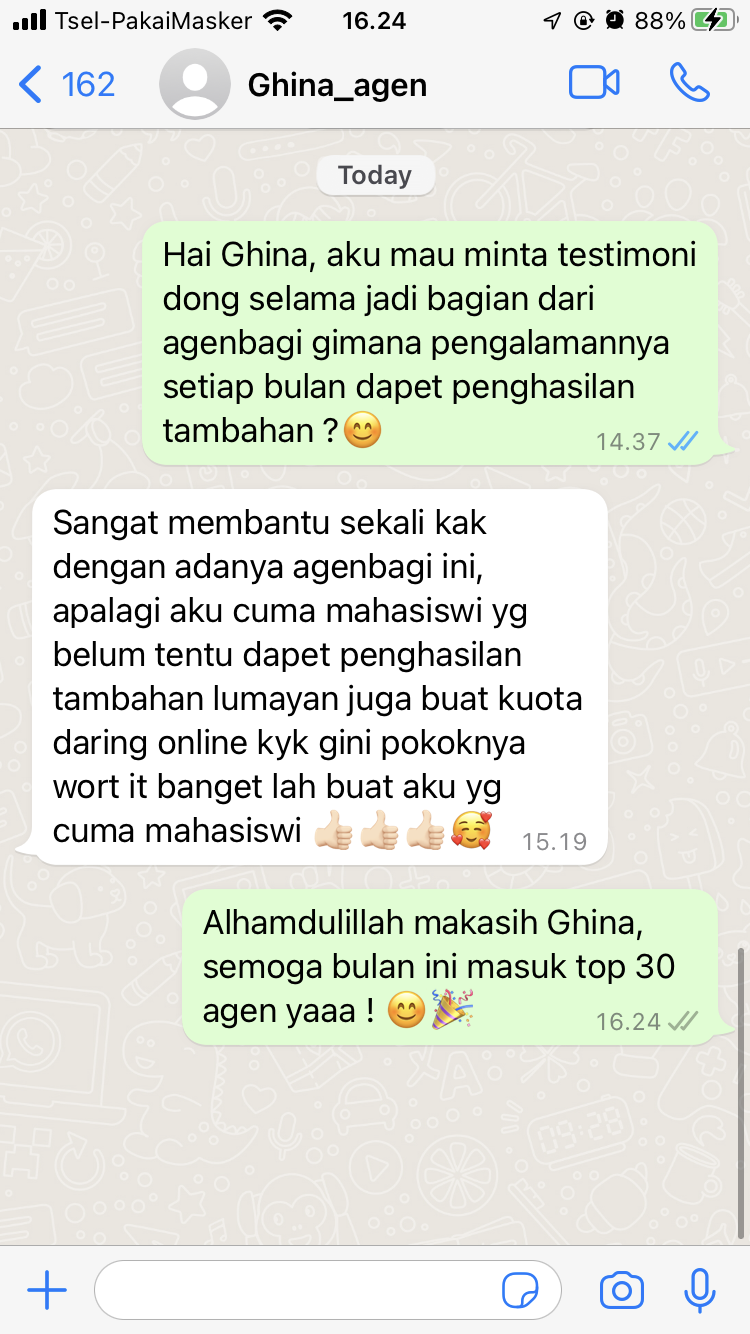 Tsel-PakaiMasker 16.24 88%
162 Ghina_agen
Today
Hai Ghina, aku mau minta testimoni
dong selama jadi bagian dari
agenbagi gimana pengalamannya
setiap bulan dapet penghasilan
tambahan ?😊
14.37
Sangat membantu sekali kak
dengan adanya agenbagi ini,
apalagi aku cuma mahasiswi yg
belum tentu dapet penghasilan
tambahan lumayan juga buat kuota
daring online kyk gini pokoknya
wort it banget lah buat aku yg
cuma mahasiswi 👍🏻👍🏻👍🏻🥰
15.19
Alhamdulillah makasih Ghina,
semoga bulan ini masuk top 30
agen yaaa ! 😊🎉
16.24
09:28